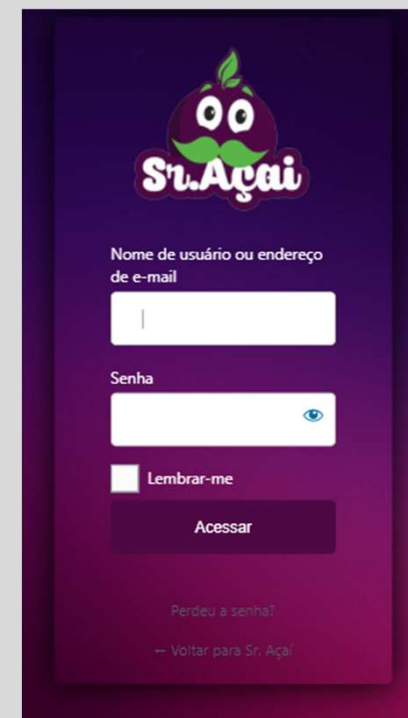 Sr.Açai
Nome de usuário ou endereço
de e-mail
Senha
Lembrar-me
Acessar
Perdeu a senha?
← Voltar para Sr. Açaí